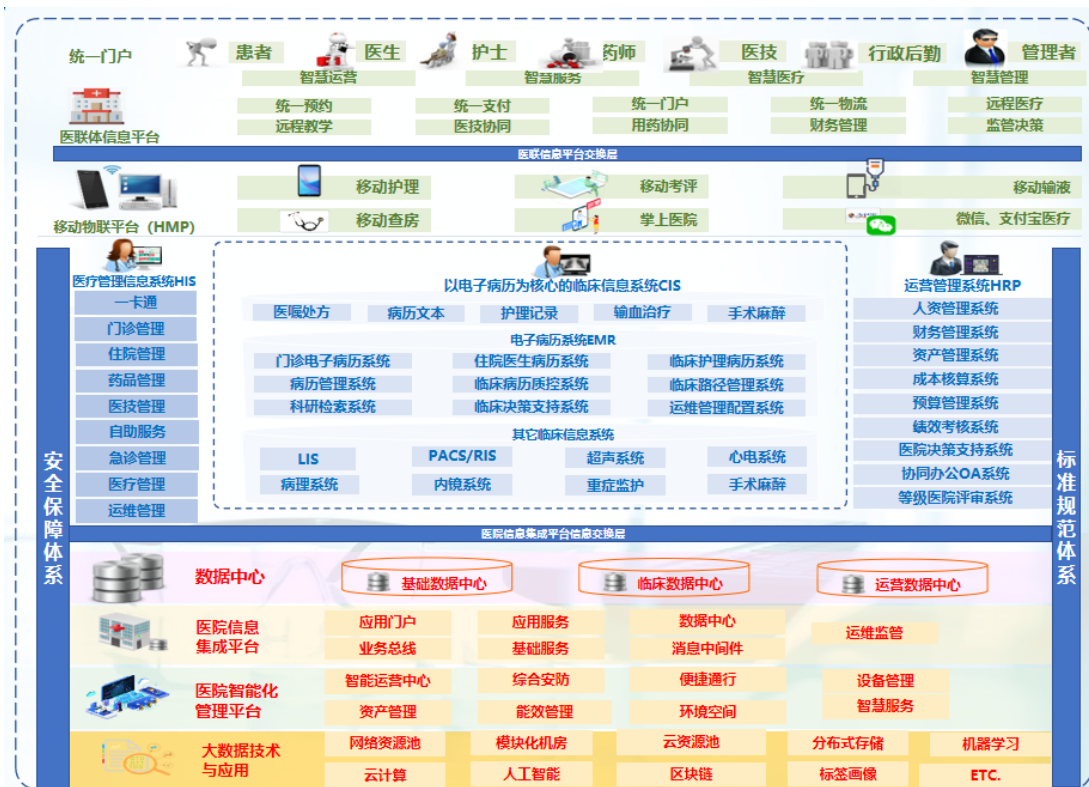 统一门户
患者
医生
护士
药师
医技
行政后勤
管理者
智慧运营
智慧服务
智慧医疗
智慧管理
医联体信息平台
统一预约
统一支付
统一门户
统一物流
远程医疗
远程教学
医技协同
用药协同
财务管理
监管决策
医联信息平台交换层
移动物联平台（HMP）
移动护理
移动考评
移动输液
移动查房
掌上医院
微信、支付宝医疗
安全保障体系
医疗管理信息系统HIS
一卡通
门诊管理
住院管理
药品管理
医技管理
自助服务
急诊管理
医疗管理
运维管理
以电子病历为核心的临床信息系统CIS
医嘱处方
病历文本
护理记录
输血治疗
手术麻醉
电子病历系统EMR
门诊电子病历系统
住院医生病历系统
临床护理病历系统
病历管理系统
临床病历质控系统
临床路径管理系统
科研检索系统
临床决策支持系统
运维管理配置系统
其它临床信息系统
LIS
PACS/RIS
超声系统
心电系统
病理系统
内镜系统
重症监护
手术麻醉
运营管理系统HRP
人资管理系统
财务管理系统
资产管理系统
成本核算系统
预算管理系统
绩效考核系统
医院决策支持系统
协同办公OA系统
等级医院评审系统
标准规范体系
医院信息集成平台信息交换层
数据中心
基础数据中心
临床数据中心
运营数据中心
医院信息
集成平台
应用门户
应用服务
数据中心
运维监管
业务总线
基础服务
消息中间件
医院智能化
管理平台
智能运营中心
综合安防
便捷通行
设备管理
资产管理
能效管理
环境空间
智慧服务
大数据技术
与应用
网络资源池
模块化机房
云资源池
分布式存储
机器学习
云计算
人工智能
区块链
标签画像
ETC.